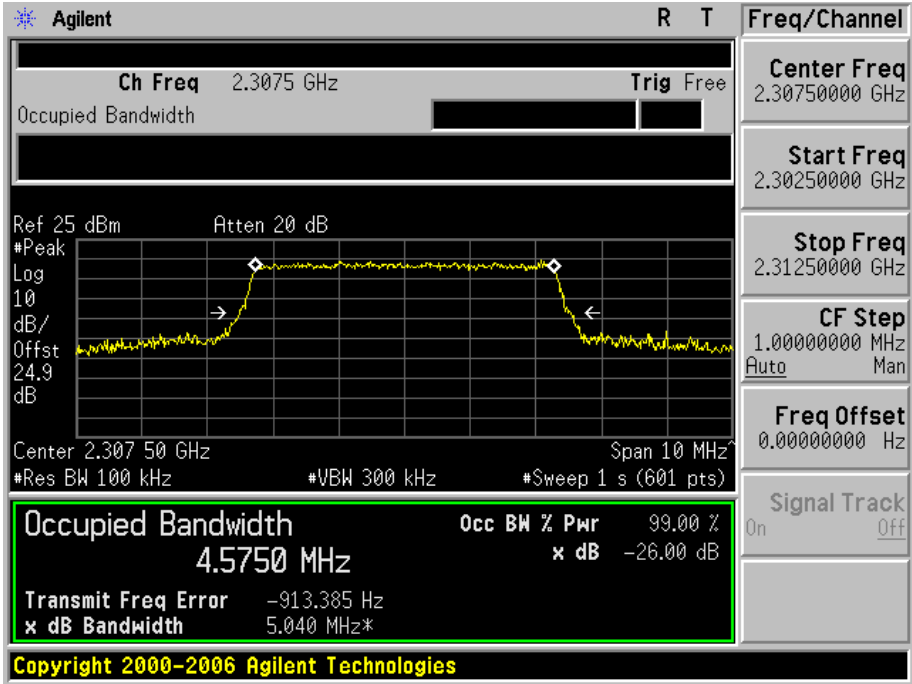 Agilent R T
Ch Freq 2.3075 GHz Trig Free
Occupied Bandwidth
Ref 25 dBm Atten 20 dB
#Peak
Log
10
dB/
Offst
24.9
dB
Center 2.307 50 GHz Span 10 MHz^
#Res BW 100 kHz #VBW 300 kHz #Sweep 1 s (601 pts)
Occupied Bandwidth Occ BW % Pwr 99.00 %
4.5750 MHz x dB -26.00 dB
Transmit Freq Error -913.385 Hz
x dB Bandwidth 5.040 MHz*
Copyright 2000-2006 Agilent Technologies
Freq/Channel
Center Freq
2.30750000 GHz
Start Freq
2.30250000 GHz
Stop Freq
2.31250000 GHz
CF Step
1.00000000 MHz
Auto Man
Freq Offset
0.00000000 Hz
Signal Track
On Off